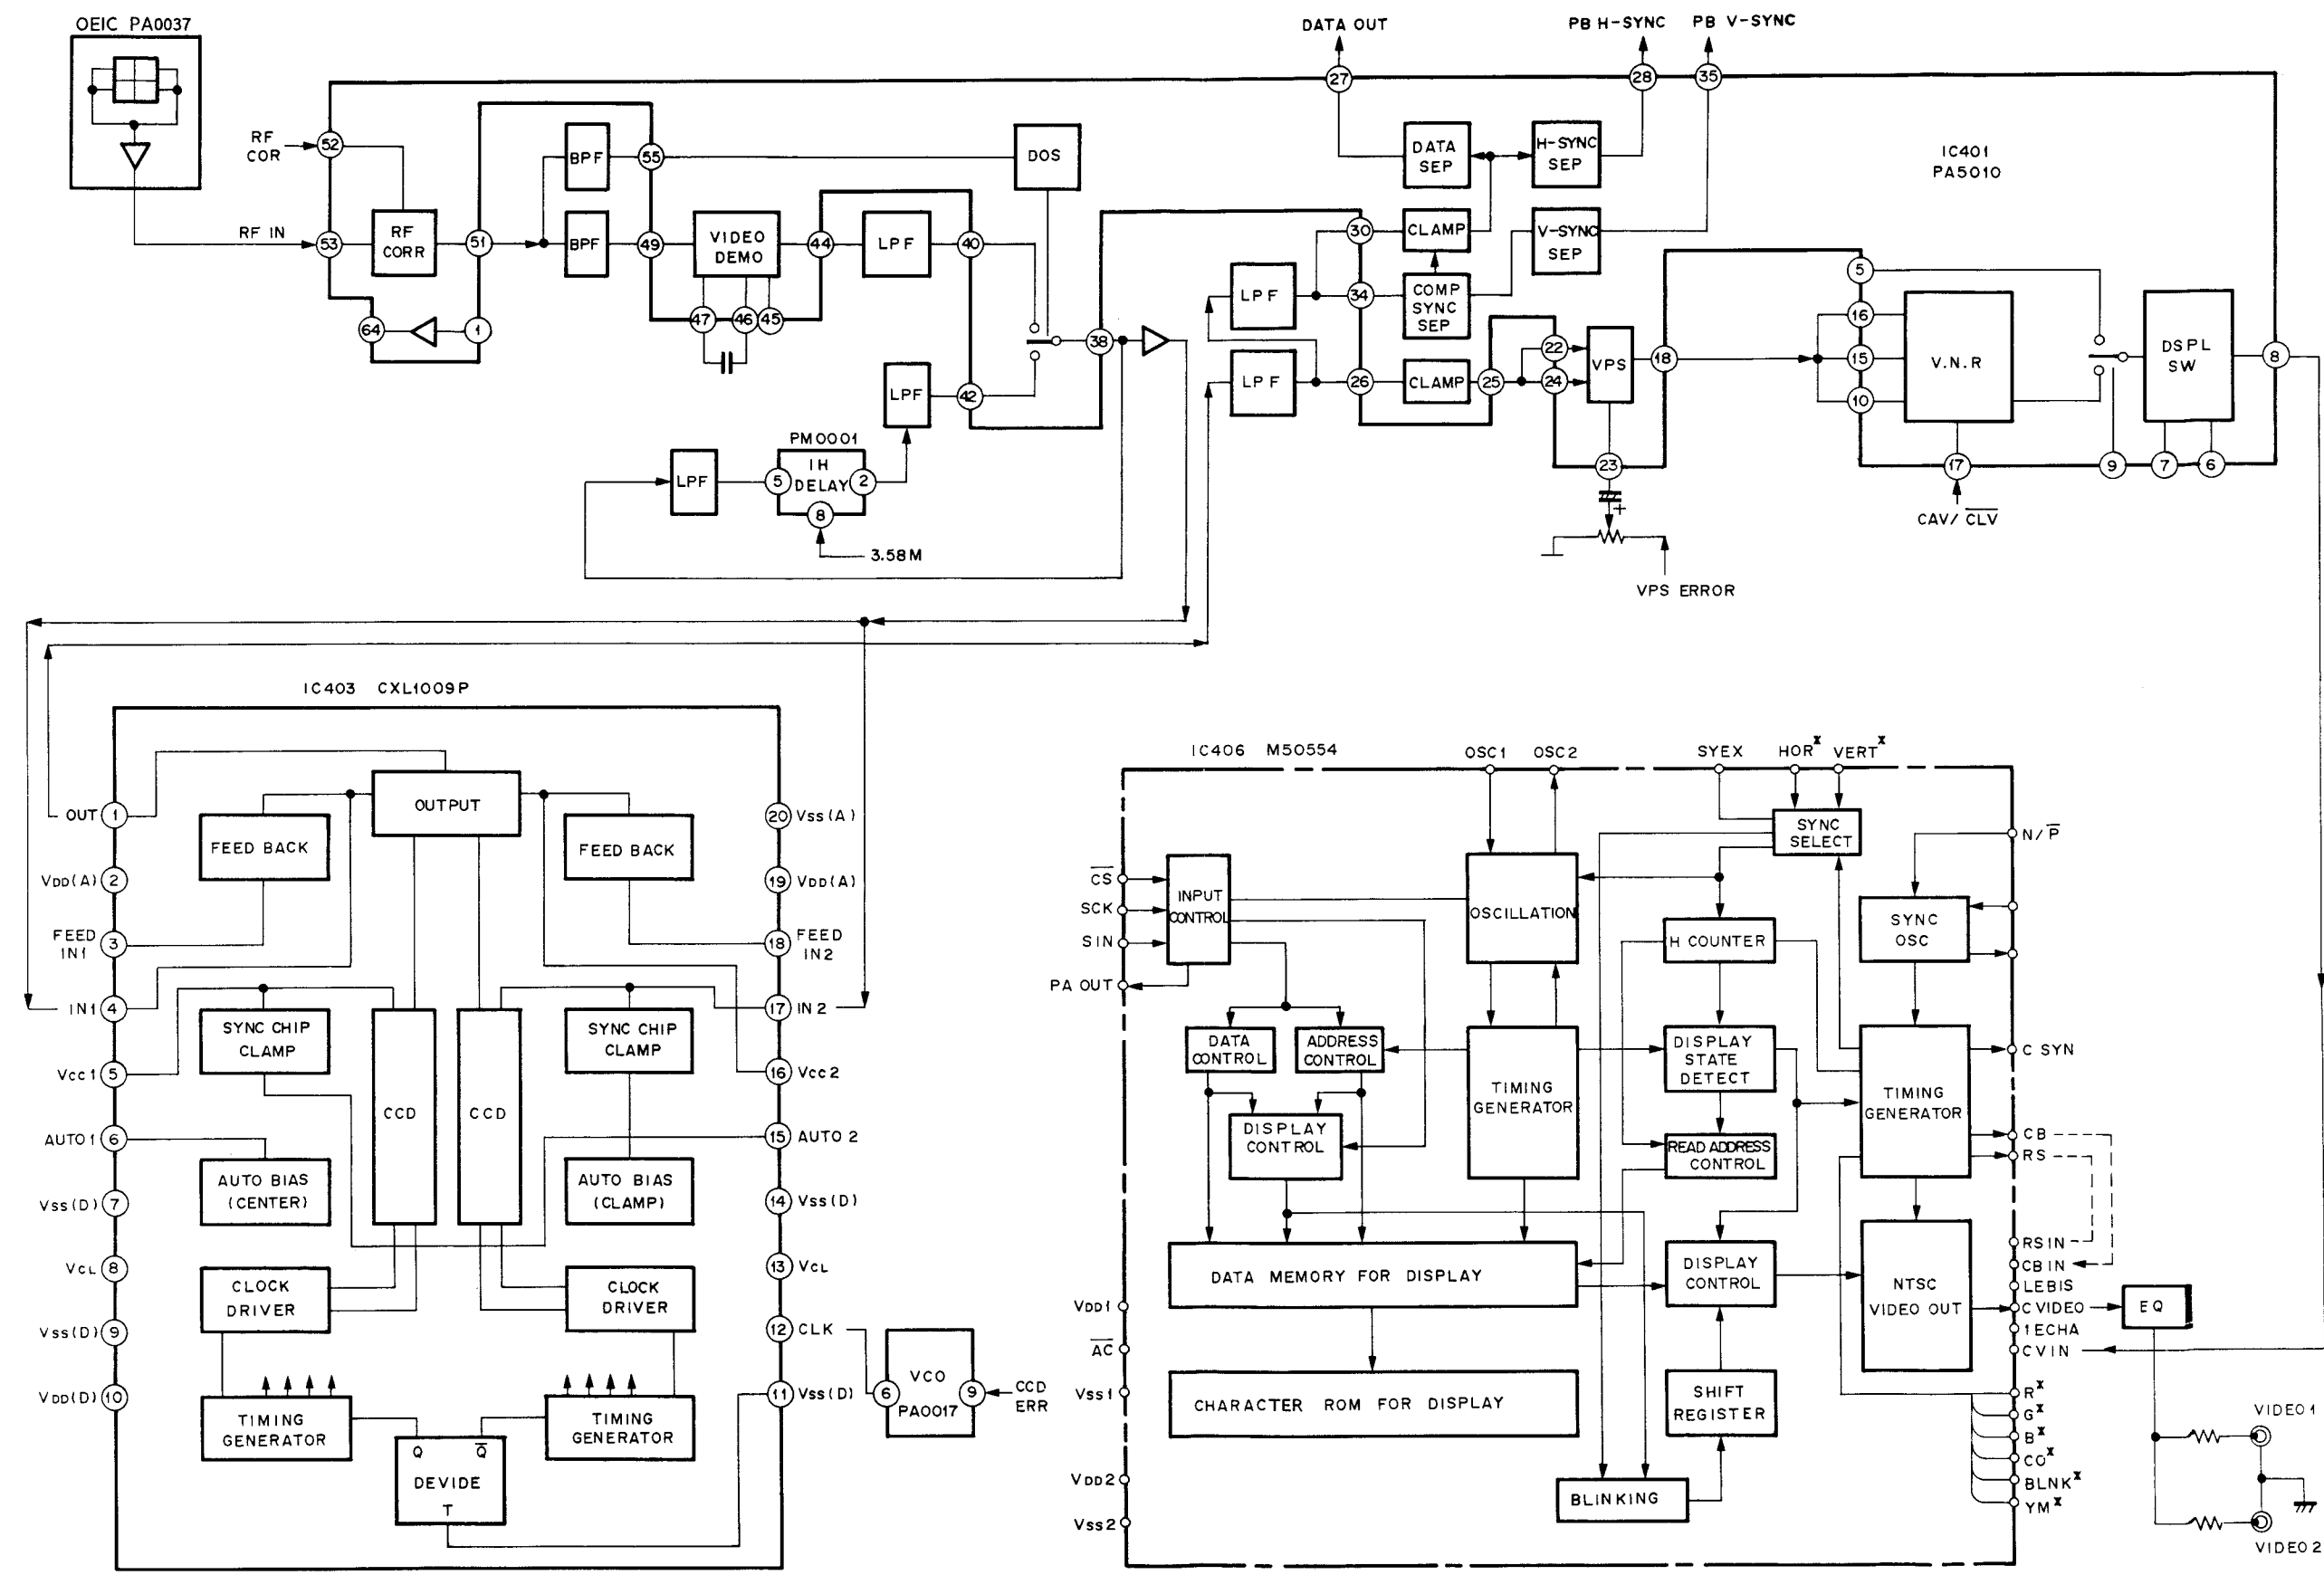 OEIC PA0037
DATA OUT
PB H-SYNC
PB V-SYNC
27
28
35
RF
COR
52
BPF
55
DOS
DATA
SEP
H-SYNC
SEP
IC401
PA5010
RF IN
53
RF
CORR
51
BPF
49
VIDEO
DEMO
44
LPF
40
30
CLAMP
V-SYNC
SEP
5
LPF
34
COMP
SYNC
SEP
16
64
1
47
46
45
38
22
VPS
18
15
V.N.R
DSPL
SW
8
LPF
42
LPF
26
CLAMP
25
24
10
PM0001
LPF
5
1H
DELAY
2
8
3.58M
23
+
17
9
7
6
CAV/ CLV
VPS ERROR
IC403 CXL1009P
OUT
1
OUTPUT
20
Vss(A)
FEED BACK
FEED BACK
VDD(A)
2
19
VDD(A)
FEED
IN1
3
18
FEED
IN2
IN1
4
17
IN2
SYNC CHIP
CLAMP
SYNC CHIP
CLAMP
Vcc1
5
16
Vcc2
CCD
CCD
AUTO1
6
15
AUTO 2
AUTO BIAS
(CENTER)
AUTO BIAS
(CLAMP)
Vss(D)
7
14
Vss(D)
VCL
8
13
VCL
CLOCK
DRIVER
CLOCK
DRIVER
Vss(D)
9
12
CLK
VDD(D)
10
11
Vss(D)
6
VCO
PA0017
9
CCD
ERR
TIMING
GENERATOR
TIMING
GENERATOR
Q
Q
DEVIDE
T
IC406 M50554
OSC1
OSC2
SYEX
HOR*
VERT*
SYNC
SELECT
N/P
CS
SCK
SIN
PA OUT
INPUT
CONTROL
OSCILLATION
H COUNTER
SYNC
OSC
DATA
CONTROL
ADDRESS
CONTROL
DISPLAY
STATE
DETECT
C SYN
TIMING
GENERATOR
TIMING
GENERATOR
DISPLAY
CONTROL
READ ADDRESS
CONTROL
CB
RS
DATA MEMORY FOR DISPLAY
DISPLAY
CONTROL
NTSC
VIDEO OUT
RSIN
CBIN
LEBIS
CVIDEO
EQ
1ECHA
CVIN
VDD1
AC
Vss1
CHARACTER ROM FOR DISPLAY
SHIFT
REGISTER
R*
G*
B*
CO*
BLNK*
YM*
VIDEO1
VDD2
BLINKING
Vss2
VIDEO2